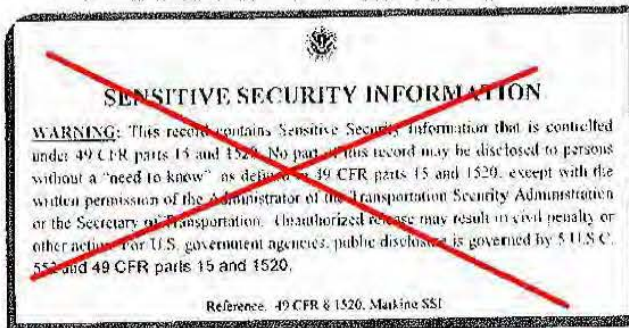 SENSITIVE SECURITY INFORMATION
WARNING: This record contains Sensitive Security Information that is controlled
under 49 CFR parts 15 and 1520. No part of this record may be disclosed to persons
without a "need to know" as defined in 49 CFR parts 15 and 1520, except with the
written permission of the Administrator of the Transportation Security Administration
or the Secretary of Transportation. Unauthorized release may result in civil penalty or
other action. For U.S. government agencies, public disclosure is governed by 5 U.S.C.
552 and 49 CFR parts 15 and 1520.
Reference, 49 CFR § 1520. Marking SSI